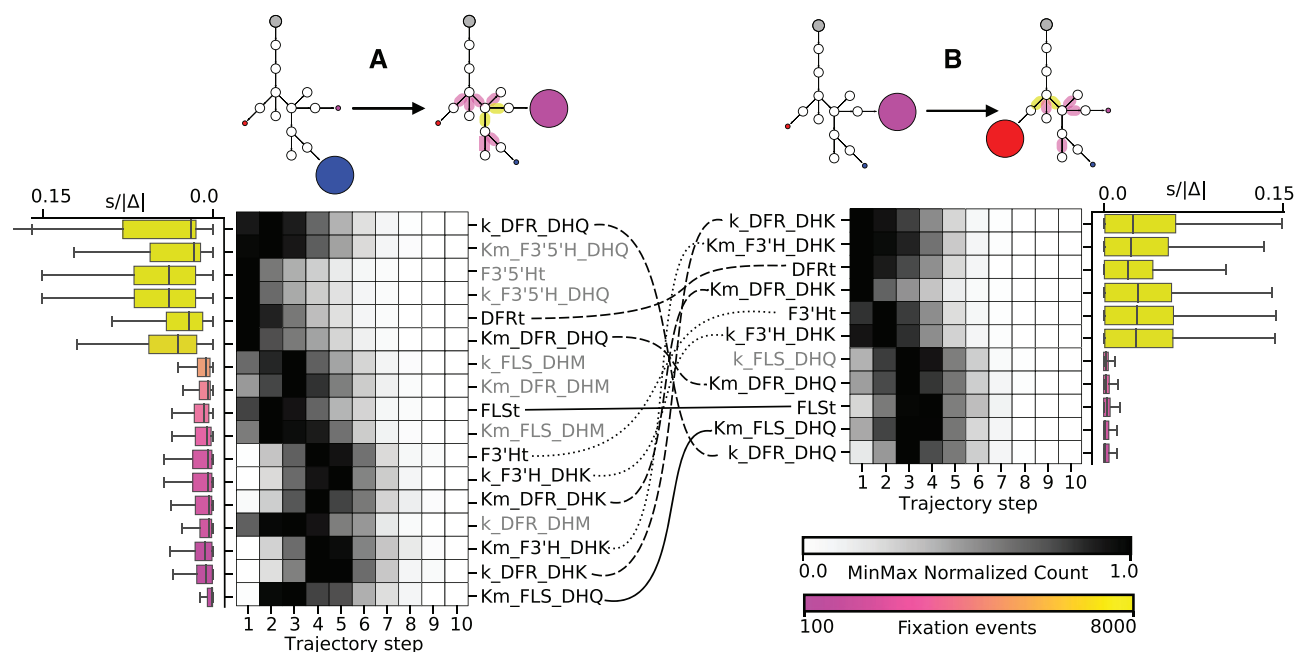 A
B
0.15
s/|Δ|
0.0
0.0
s/|Δ|
0.15
k_DFR_DHQ
Km_F3'5'H_DHQ
F3'5'Ht
k_F3'5'H_DHQ
DFRt
Km_DFR_DHQ
k_FLS_DHM
Km_DFR_DHM
FLSt
Km_FLS_DHM
F3'Ht
k_F3'H_DHK
Km_DFR_DHK
k_DFR_DHM
Km_F3'H_DHK
k_DFR_DHK
Km_FLS_DHQ
1 2 3 4 5 6 7 8 9 10
Trajectory step
k_DFR_DHK
Km_F3'H_DHK
DFRt
Km_DFR_DHK
F3'Ht
k_F3'H_DHK
k_FLS_DHQ
Km_DFR_DHQ
FLSt
Km_FLS_DHQ
k_DFR_DHQ
1 2 3 4 5 6 7 8 9 10
Trajectory step
0.0 MinMax Normalized Count 1.0
100 Fixation events 8000